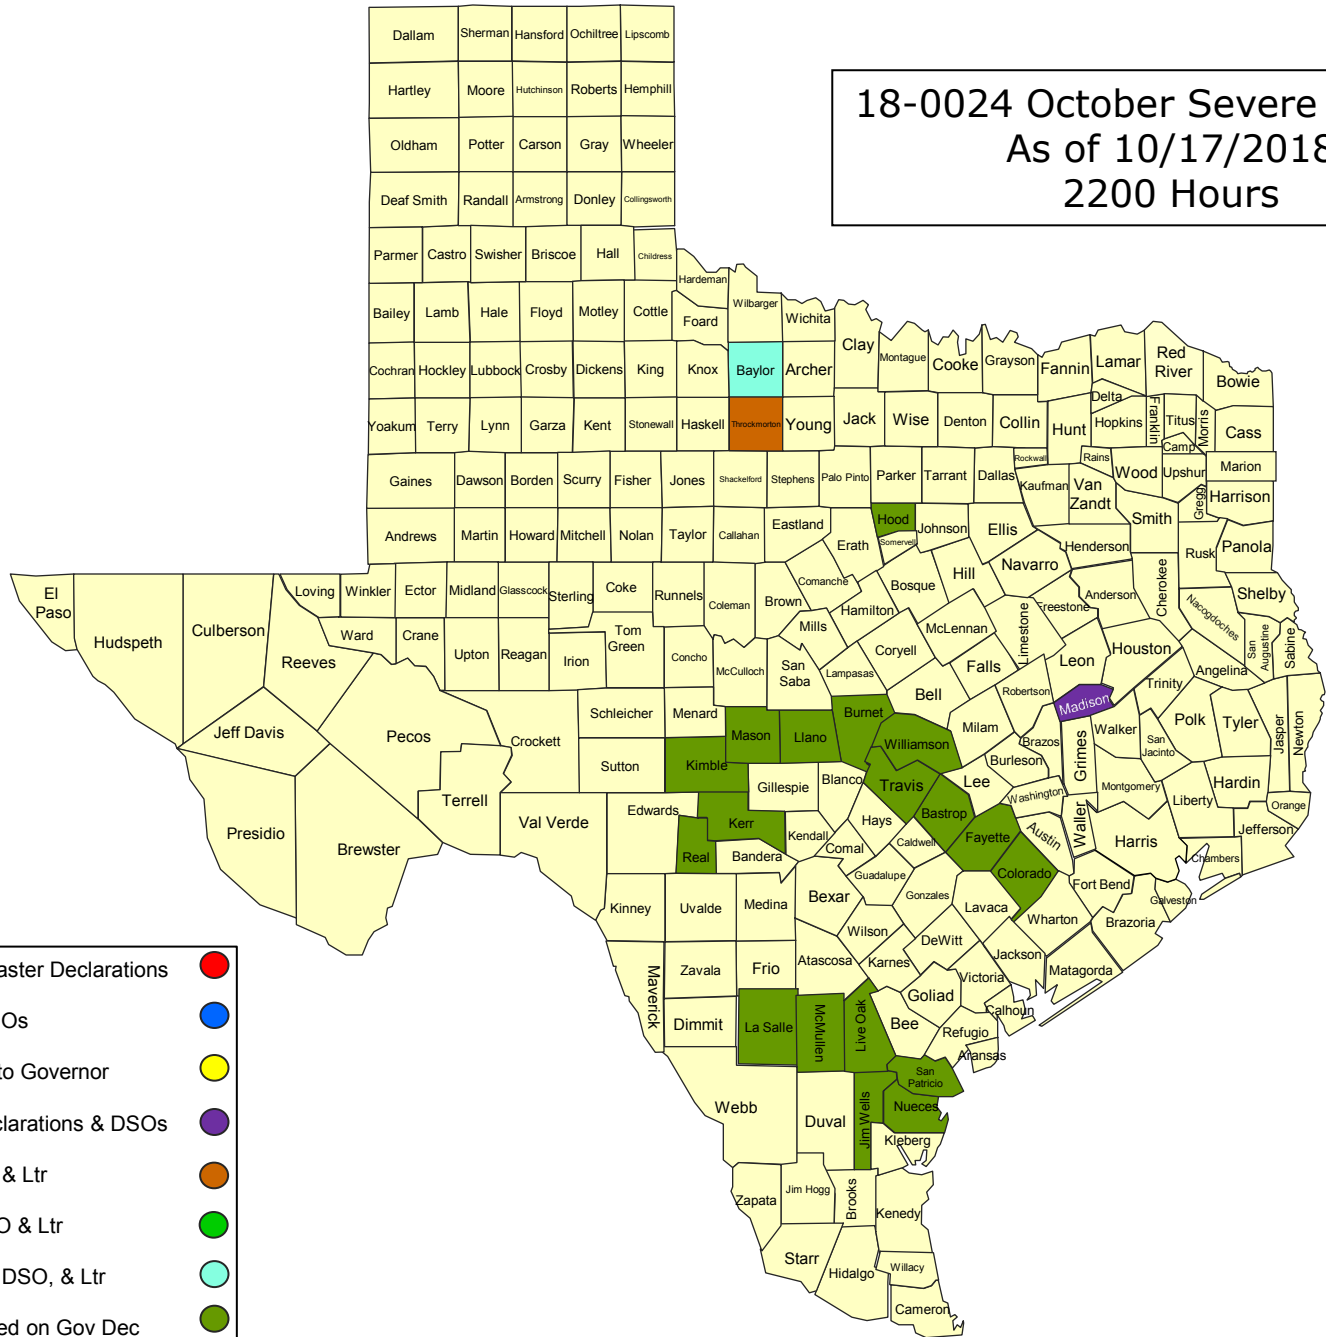 Dallam Sherman Hansford Ochiltree Lipscomb
Hartley Moore Hutchinson Roberts Hemphill
18-0024 October Severe
As of 10/17/2018
2200 Hours
Oldham Potter Carson Gray Wheeler
Deaf Smith Randall Armstrong Donley Collingsworth
Parmer Castro Swisher Briscoe Hall Childress
Hardeman
Wilbarger
Bailey Lamb Hale Floyd Motley Cottle Foard Wichita
Clay Montague Cooke Grayson Fannin Lamar Red
River
Bowie
Cochran Hockley Lubbock Crosby Dickens King Knox Baylor Archer
Delta
Yoakum Terry Lynn Garza Kent Stonewall Haskell Throckmorton Young Jack Wise Denton Collin Hunt Hopkins Franklin Titus Morris Cass
Camp
Rockwall Rains
Gaines Dawson Borden Scurry Fisher Jones Shackelford Stephens Palo Pinto Parker Tarrant Dallas Kaufman Van
Zandt
Wood Upshur Marion
Gregg Harrison
Smith
Andrews Martin Howard Mitchell Nolan Taylor Callahan Eastland Hood Johnson Ellis
Erath Somervell Henderson Rusk Panola
El
Paso
Hudspeth Culberson Loving Winkler Ector Midland Glasscock Sterling Coke Runnels Coleman Brown Comanche Bosque Hill Navarro Anderson Cherokee Shelby
Hamilton Freestone Nacogdoches
Ward Crane Tom
Green
Mills McLennan Limestone San
Augustine
Sabine
Reeves Upton Reagan Irion Concho McCulloch San
Saba
Lampasas Coryell Falls Leon Houston Angelina
Bell Robertson Trinity
Jeff Davis Pecos Crockett Schleicher Menard Mason Llano Burnet Williamson Milam Madison Polk Tyler Jasper Newton
Brazos Grimes Walker San
Jacinto
Sutton Kimble Gillespie Blanco Travis Lee Burleson Montgomery Liberty Hardin
Washington
Orange
Terrell Val Verde Edwards Kerr Kendall Hays Bastrop Fayette Austin Waller Harris Jefferson
Presidio Brewster Real Bandera Comal Caldwell Chambers
Guadalupe Colorado Fort Bend
Kinney Uvalde Medina Bexar Gonzales Lavaca Wharton Brazoria Galveston
Wilson DeWitt
Maverick Zavala Frio Atascosa Karnes Jackson Matagorda
Victoria
Goliad Calhoun
Dimmit La Salle McMullen Live Oak Bee Refugio
Aransas
San
Patricio
Webb Duval Jim Wells Nueces
Kleberg
Zapata Jim Hogg Brooks Kenedy
Starr Hidalgo Willacy
Cameron
aster Declarations
Os
to Governor
clarations & DSOs
& Ltr
O & Ltr
DSO, & Ltr
ed on Gov Dec